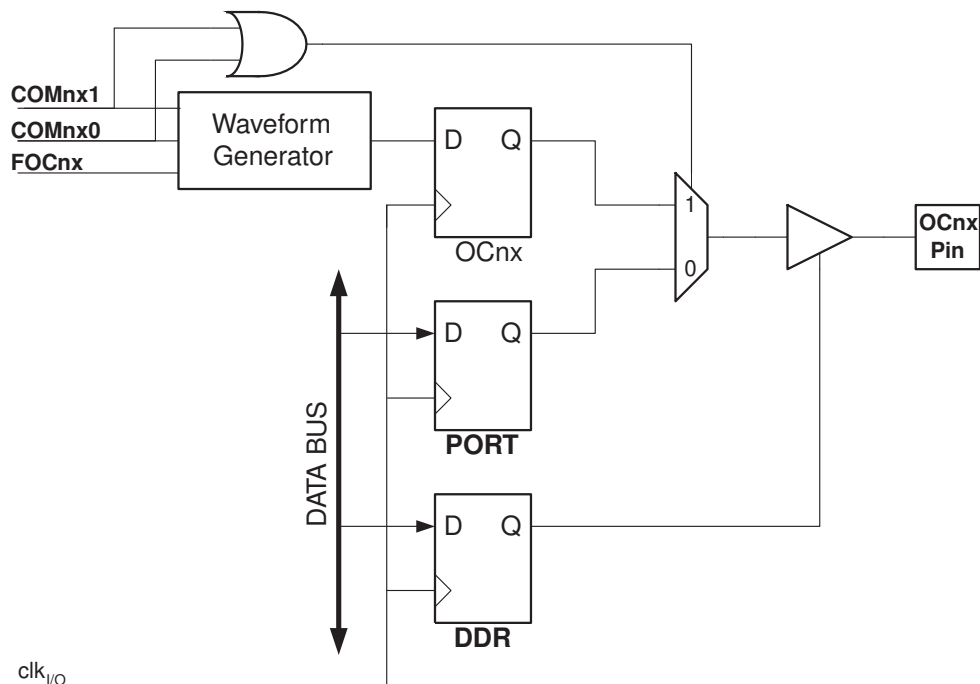 COMnx1
COMnx0
FOCnx
Waveform
Generator
D Q
OCnx
1
0
OCnx
Pin
D Q
PORT
DATA BUS
D Q
DDR
clkI/O